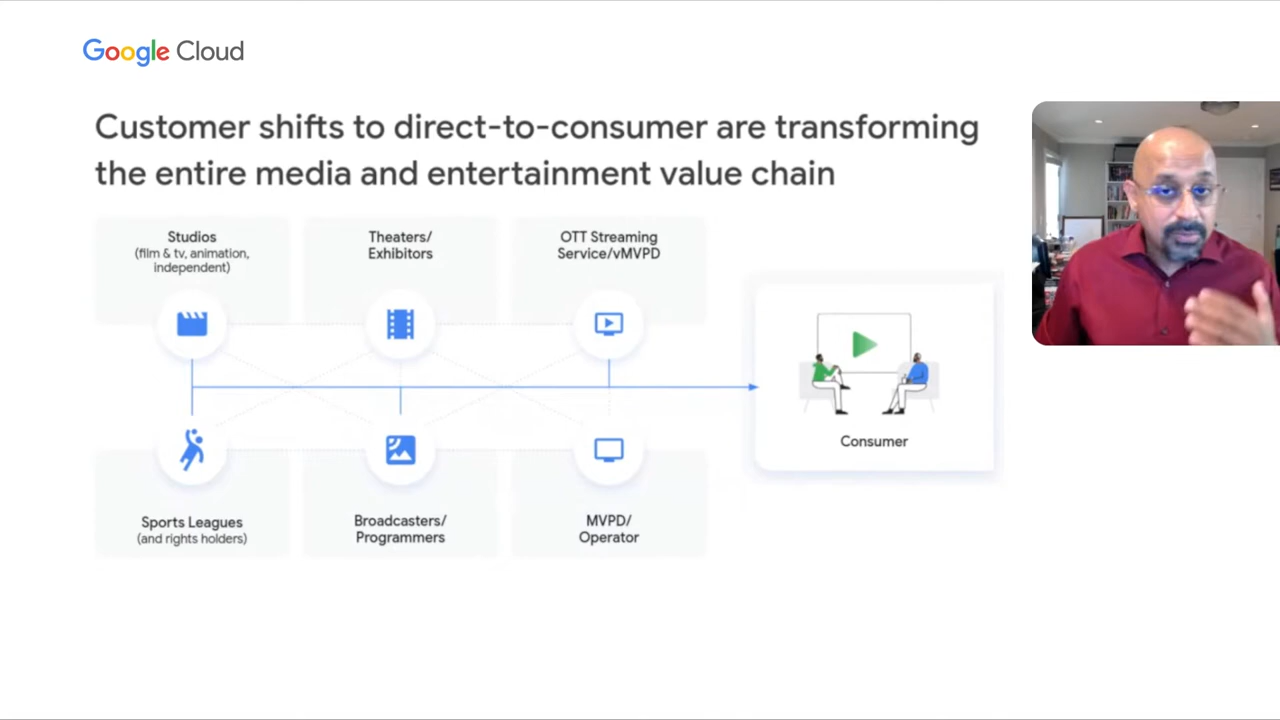 Google Cloud
Customer shifts to direct-to-consumer are transforming
the entire media and entertainment value chain
Studios
(film & tv, animation,
independent)
Theaters/
Exhibitors
OTT Streaming
Service/vMVPD
Consumer
Sports Leagues
(and rights holders)
Broadcasters/
Programmers
MVPD/
Operator